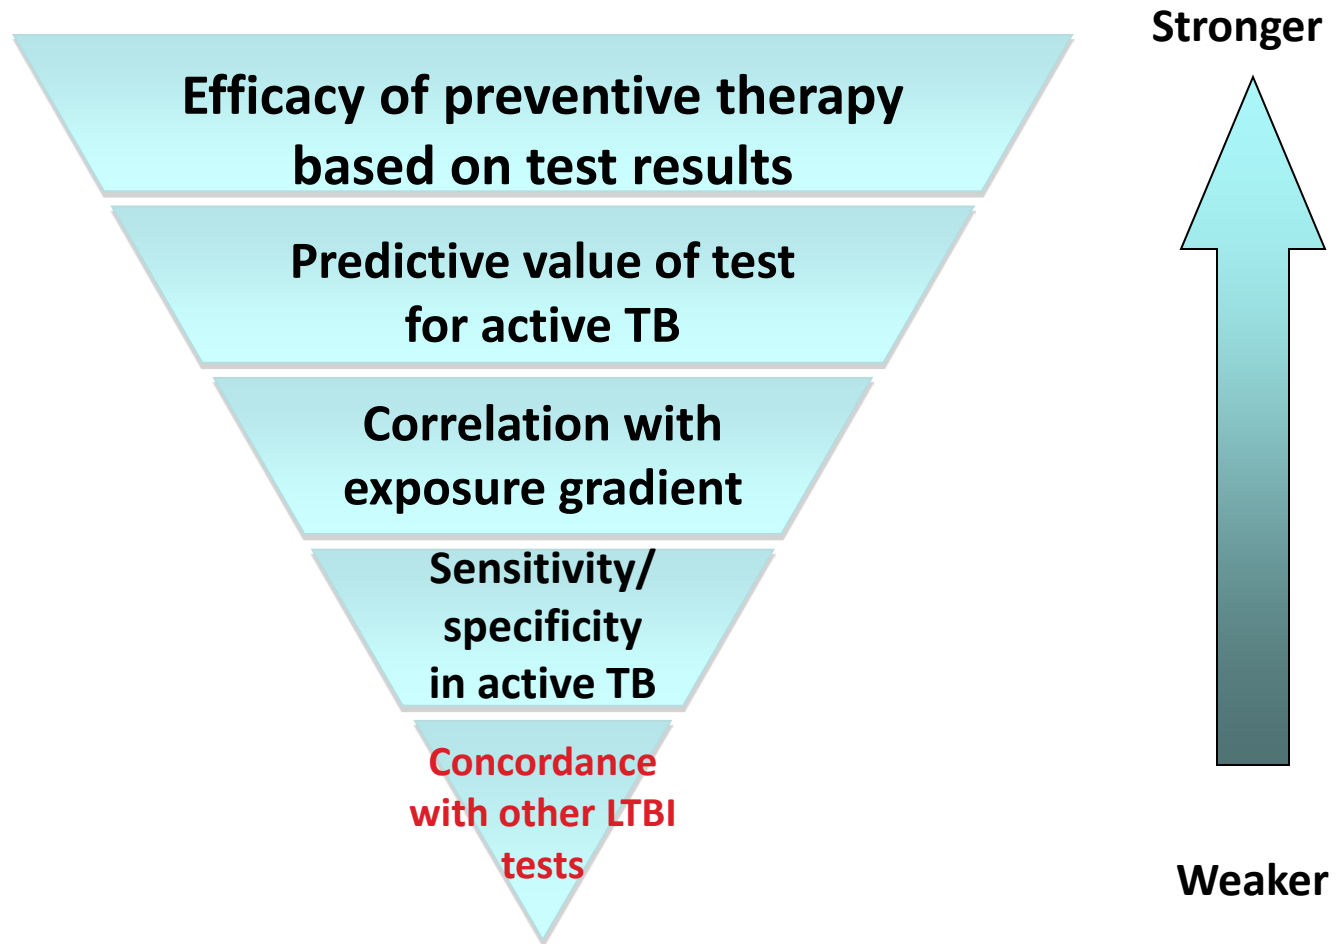 Stronger
Efficacy of preventive therapy
based on test results
Predictive value of test
for active TB
Correlation with
exposure gradient
Sensitivity/
specificity
in active TB
Concordance
with other LTBI
tests
Weaker